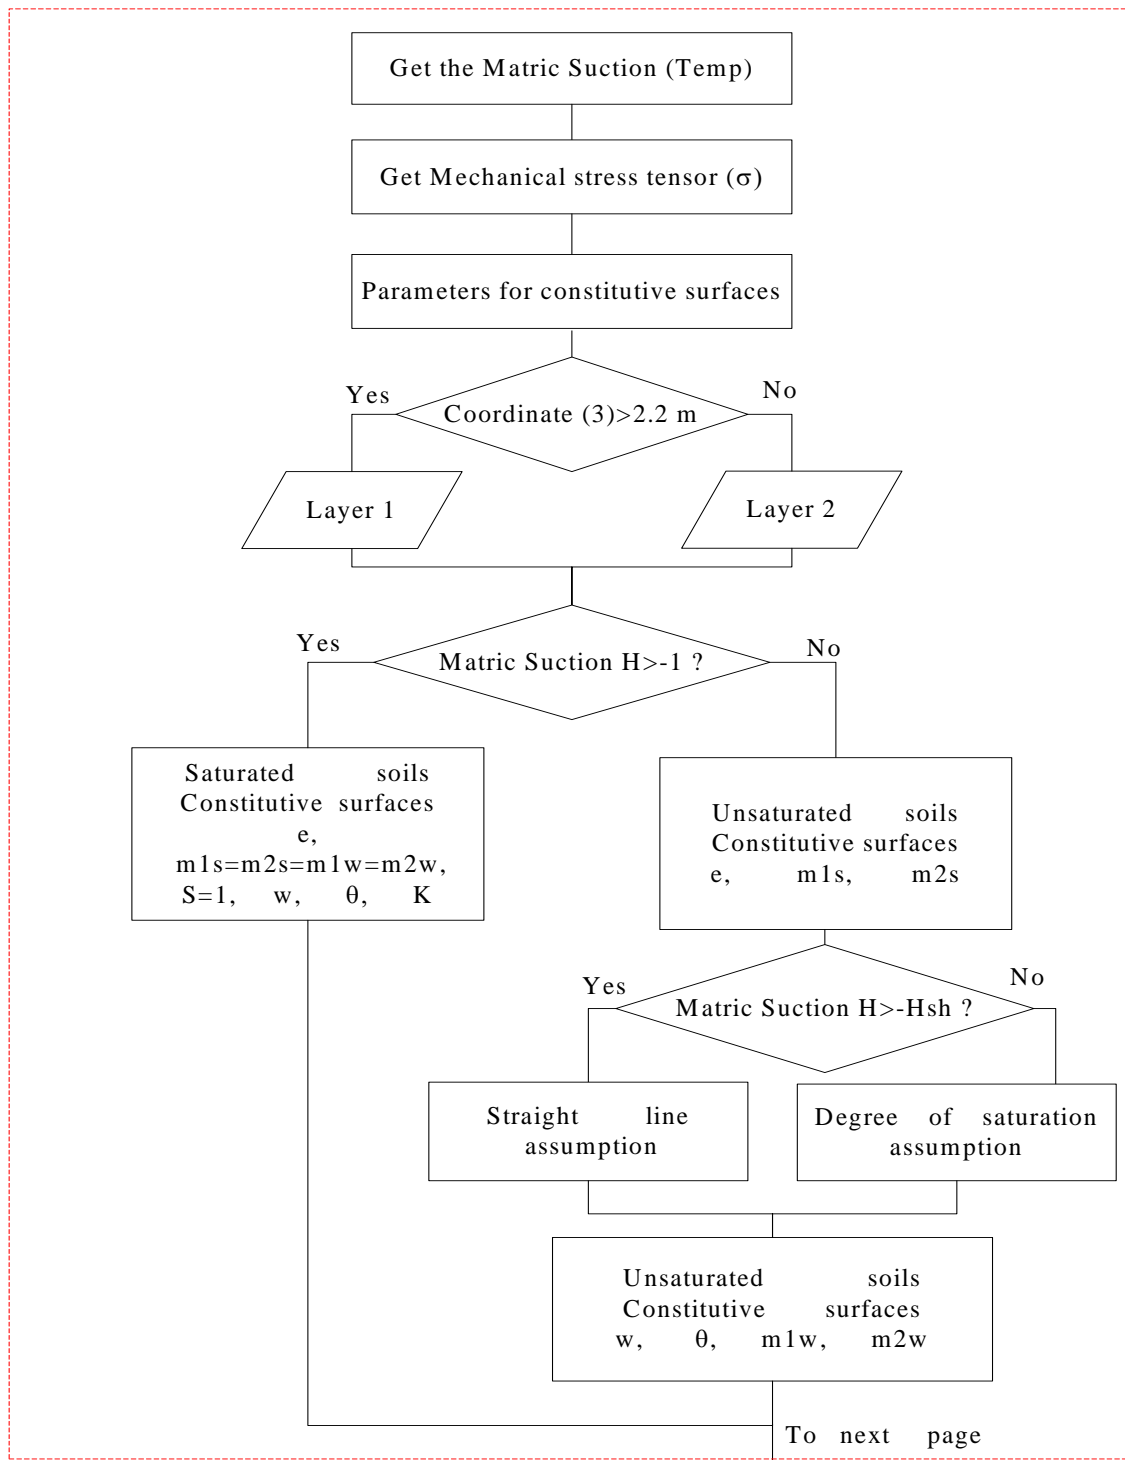 Get the Matric Suction (Temp)
Get Mechanical stress tensor (σ)
Parameters for constitutive surfaces
Yes
No
Coordinate (3)>2.2 m
Layer 1
Layer 2
Yes
No
Matric Suction H>-1 ?
Saturated soils
Constitutive surfaces
e,
m1s=m2s=m1w=m2w,
S=1, w, θ, K
Unsaturated soils
Constitutive surfaces
e, m1s, m2s
Yes
No
Matric Suction H>-Hsh ?
Straight line
assumption
Degree of saturation
assumption
Unsaturated soils
Constitutive surfaces
w, θ, m1w, m2w
To next page